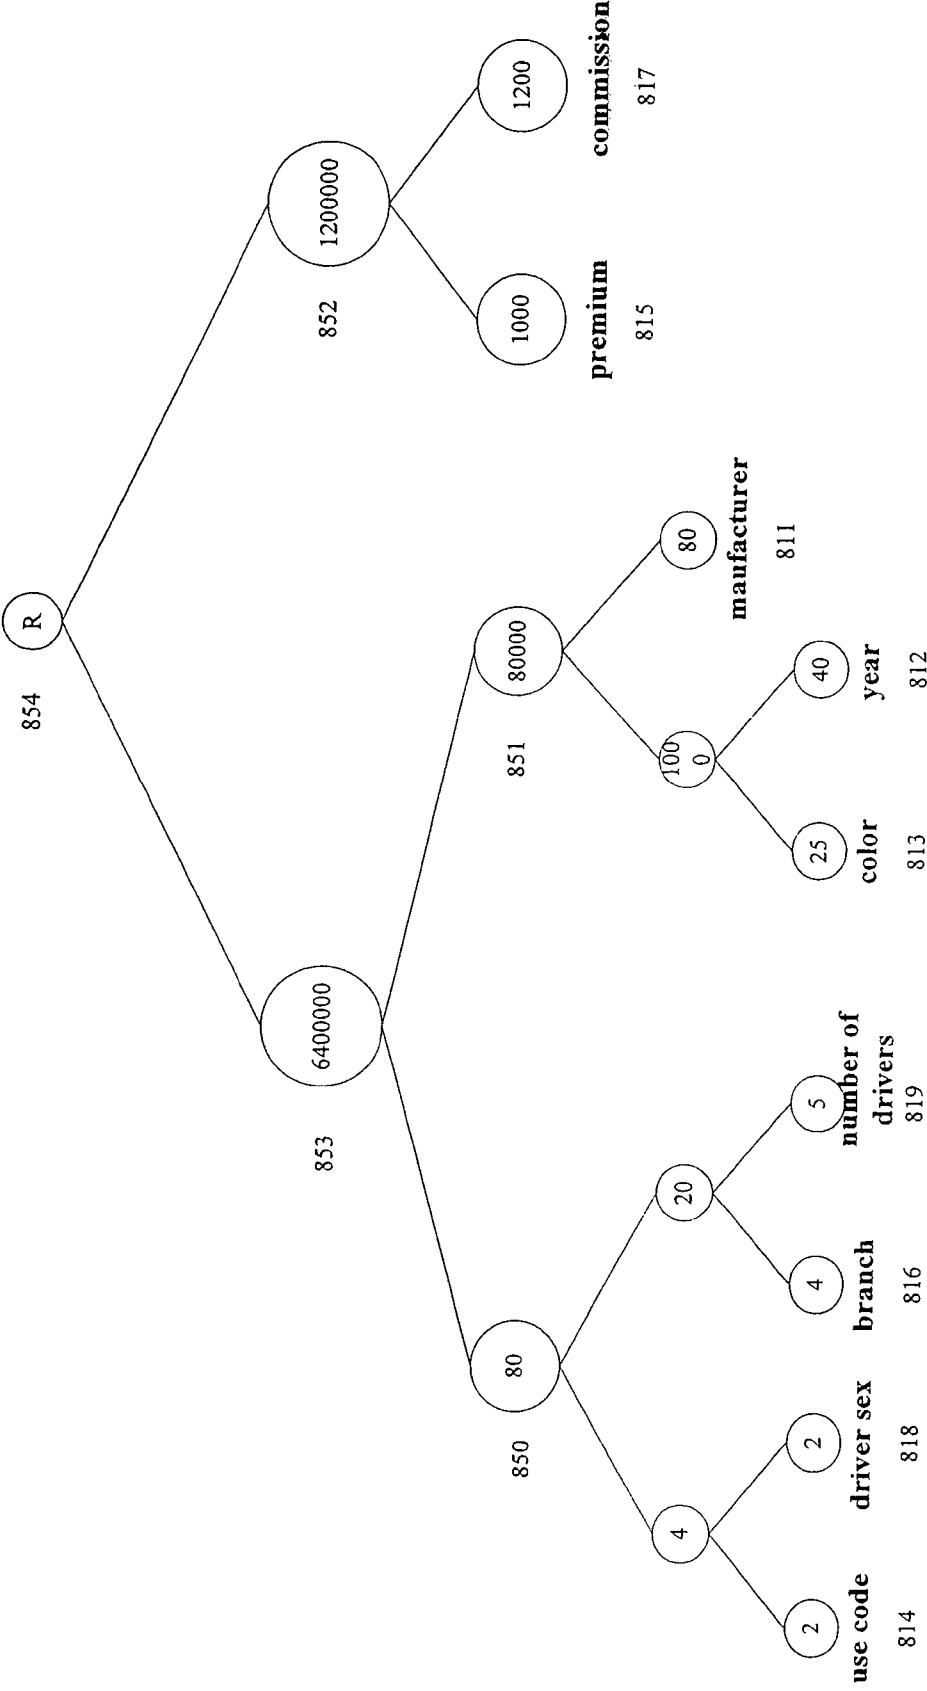 R
854
1200000
852
6400000
853
1200
commission
817
1000
premium
815
80000
851
80
850
80
maufacturer
811
100
0
20
4
40
year
812
25
color
813
5
number of
drivers
819
4
branch
816
2
driver sex
818
2
use code
814